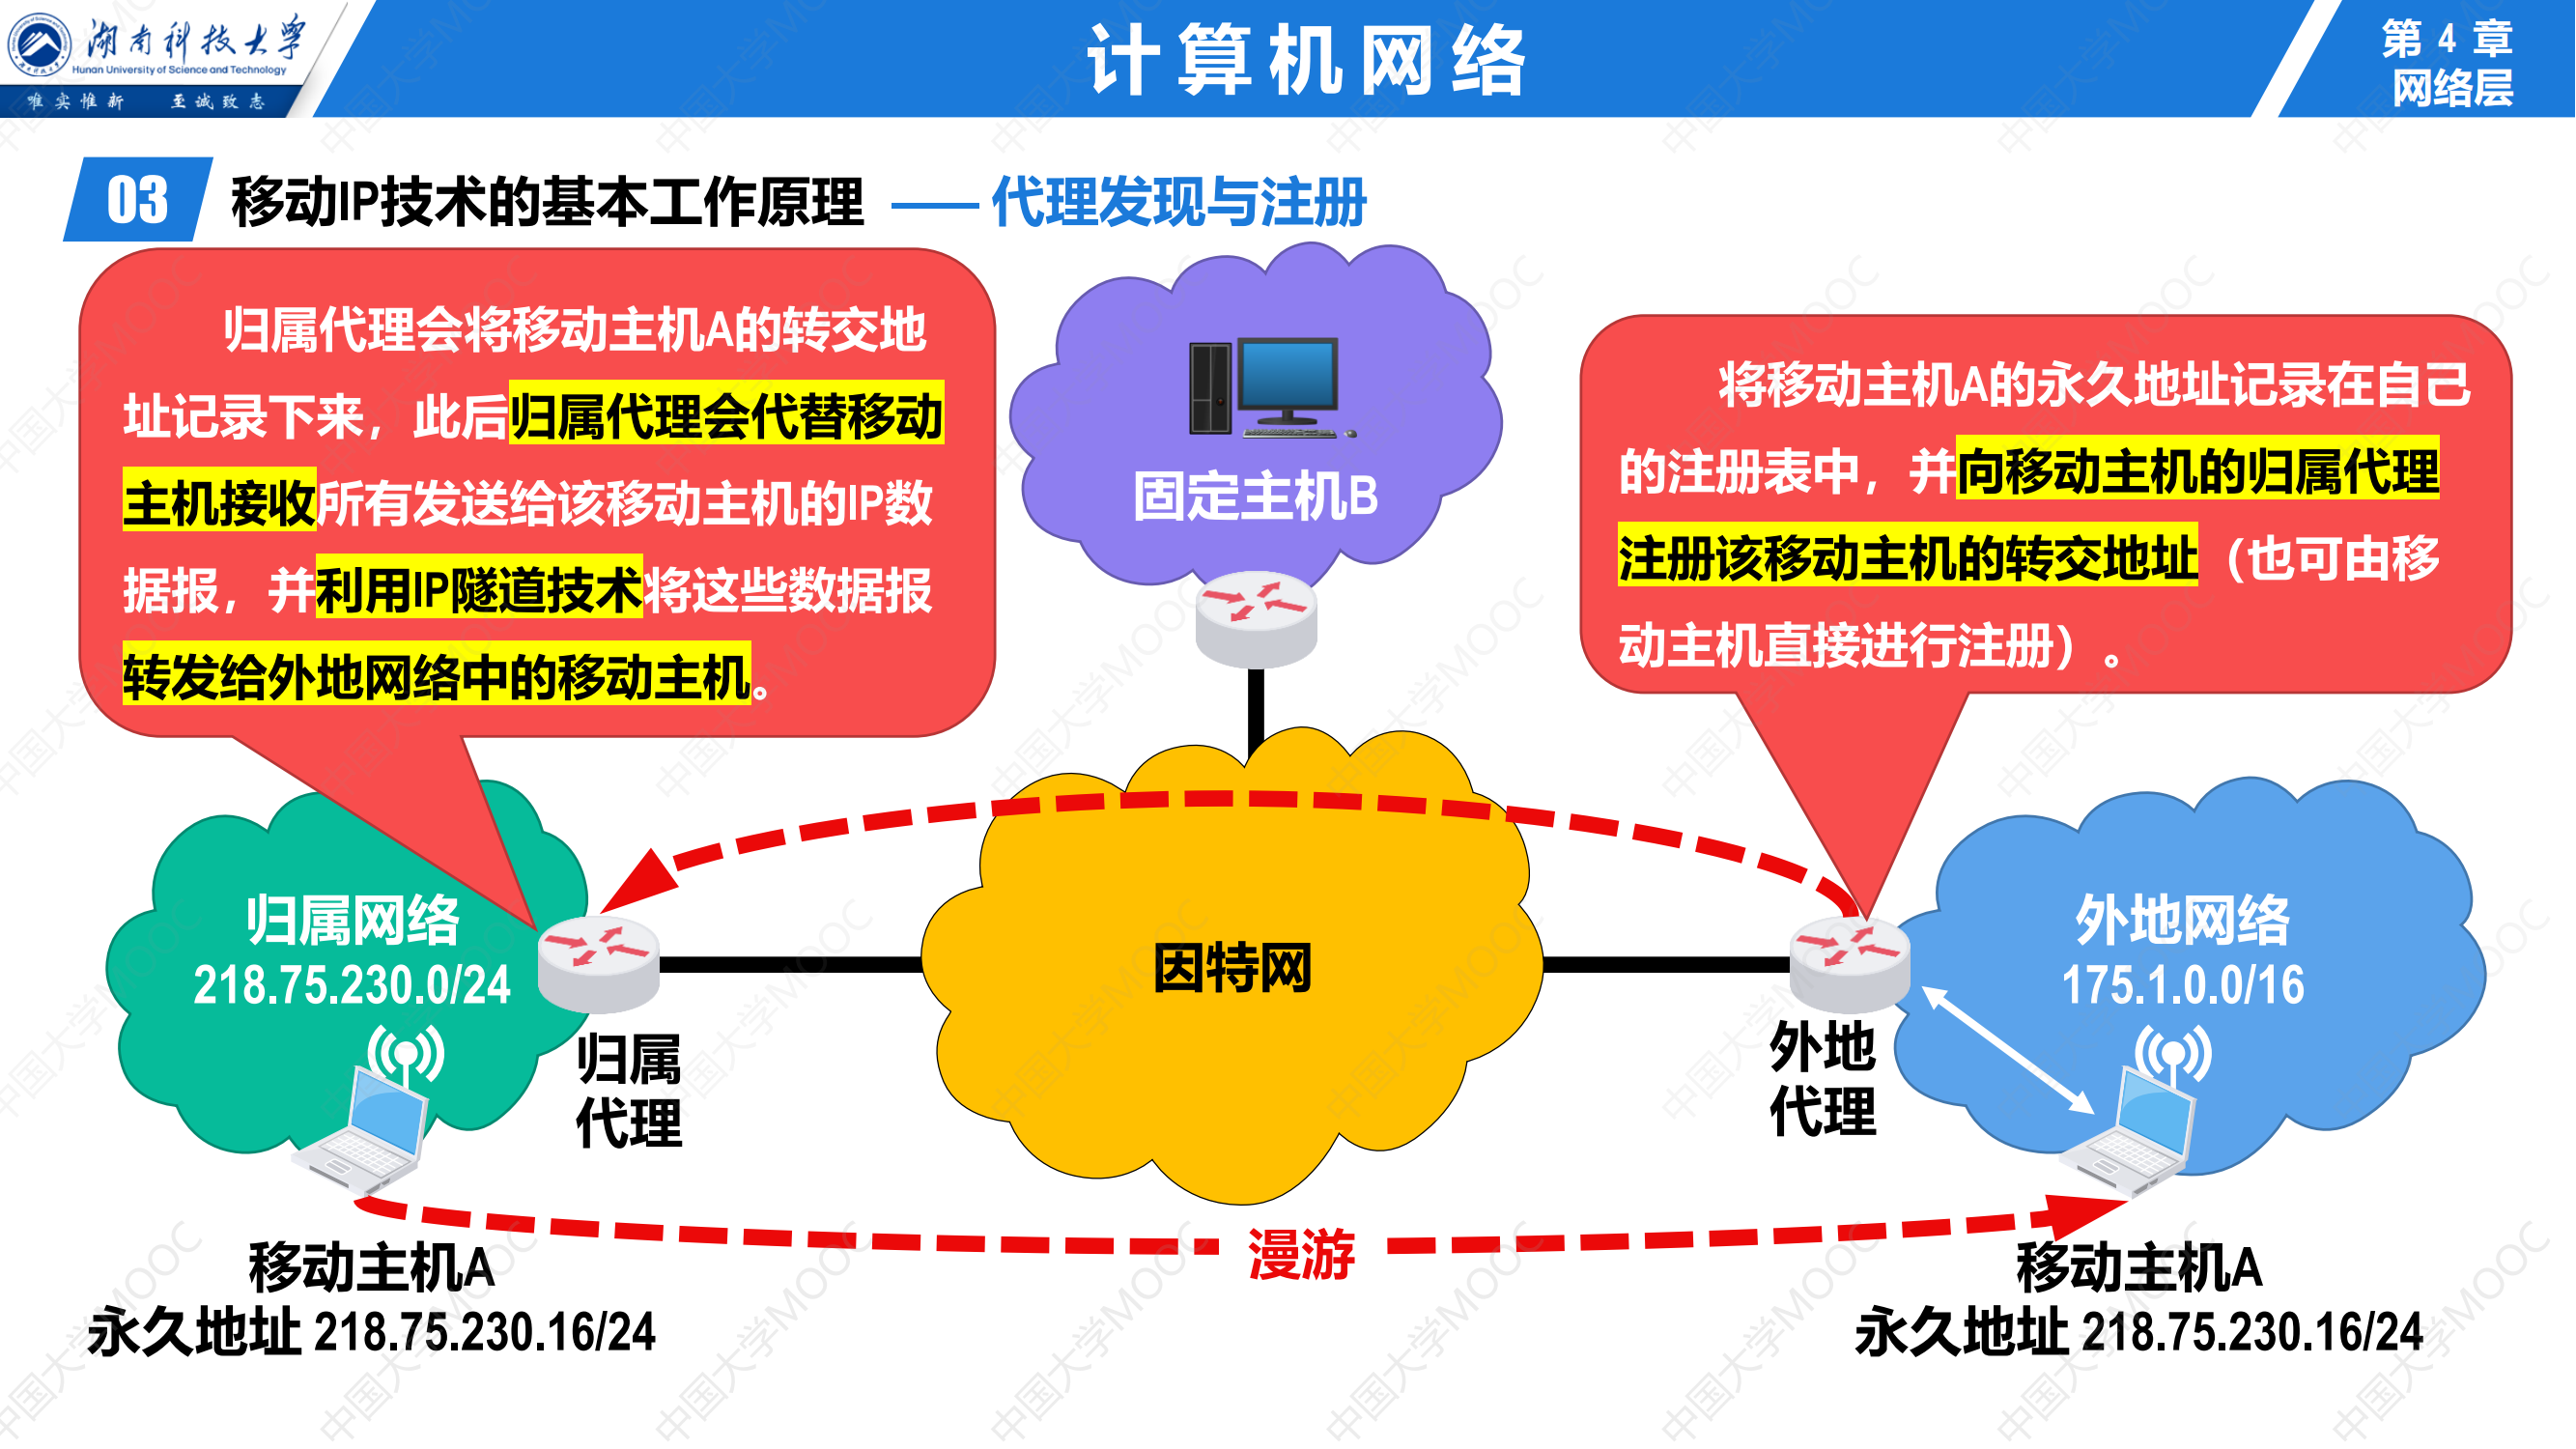 湖南科技大学
Hunan University of Science and Technology
唯实惟新 至诚致志
计算机网络
第 4 章
网络层
03 移动IP技术的基本工作原理 —— 代理发现与注册
归属代理会将移动主机A的转交地
址记录下来，此后归属代理会代替移动
主机接收所有发送给该移动主机的IP数
据报，并利用IP隧道技术将这些数据报
转发给外地网络中的移动主机。
固定主机B
将移动主机A的永久地址记录在自己
的注册表中，并向移动主机的归属代理
注册该移动主机的转交地址（也可由移
动主机直接进行注册）。
归属网络
218.75.230.0/24
归属
代理
因特网
外地
代理
外地网络
175.1.0.0/16
漫游
移动主机A
永久地址 218.75.230.16/24
移动主机A
永久地址 218.75.230.16/24
中国大学MOOC